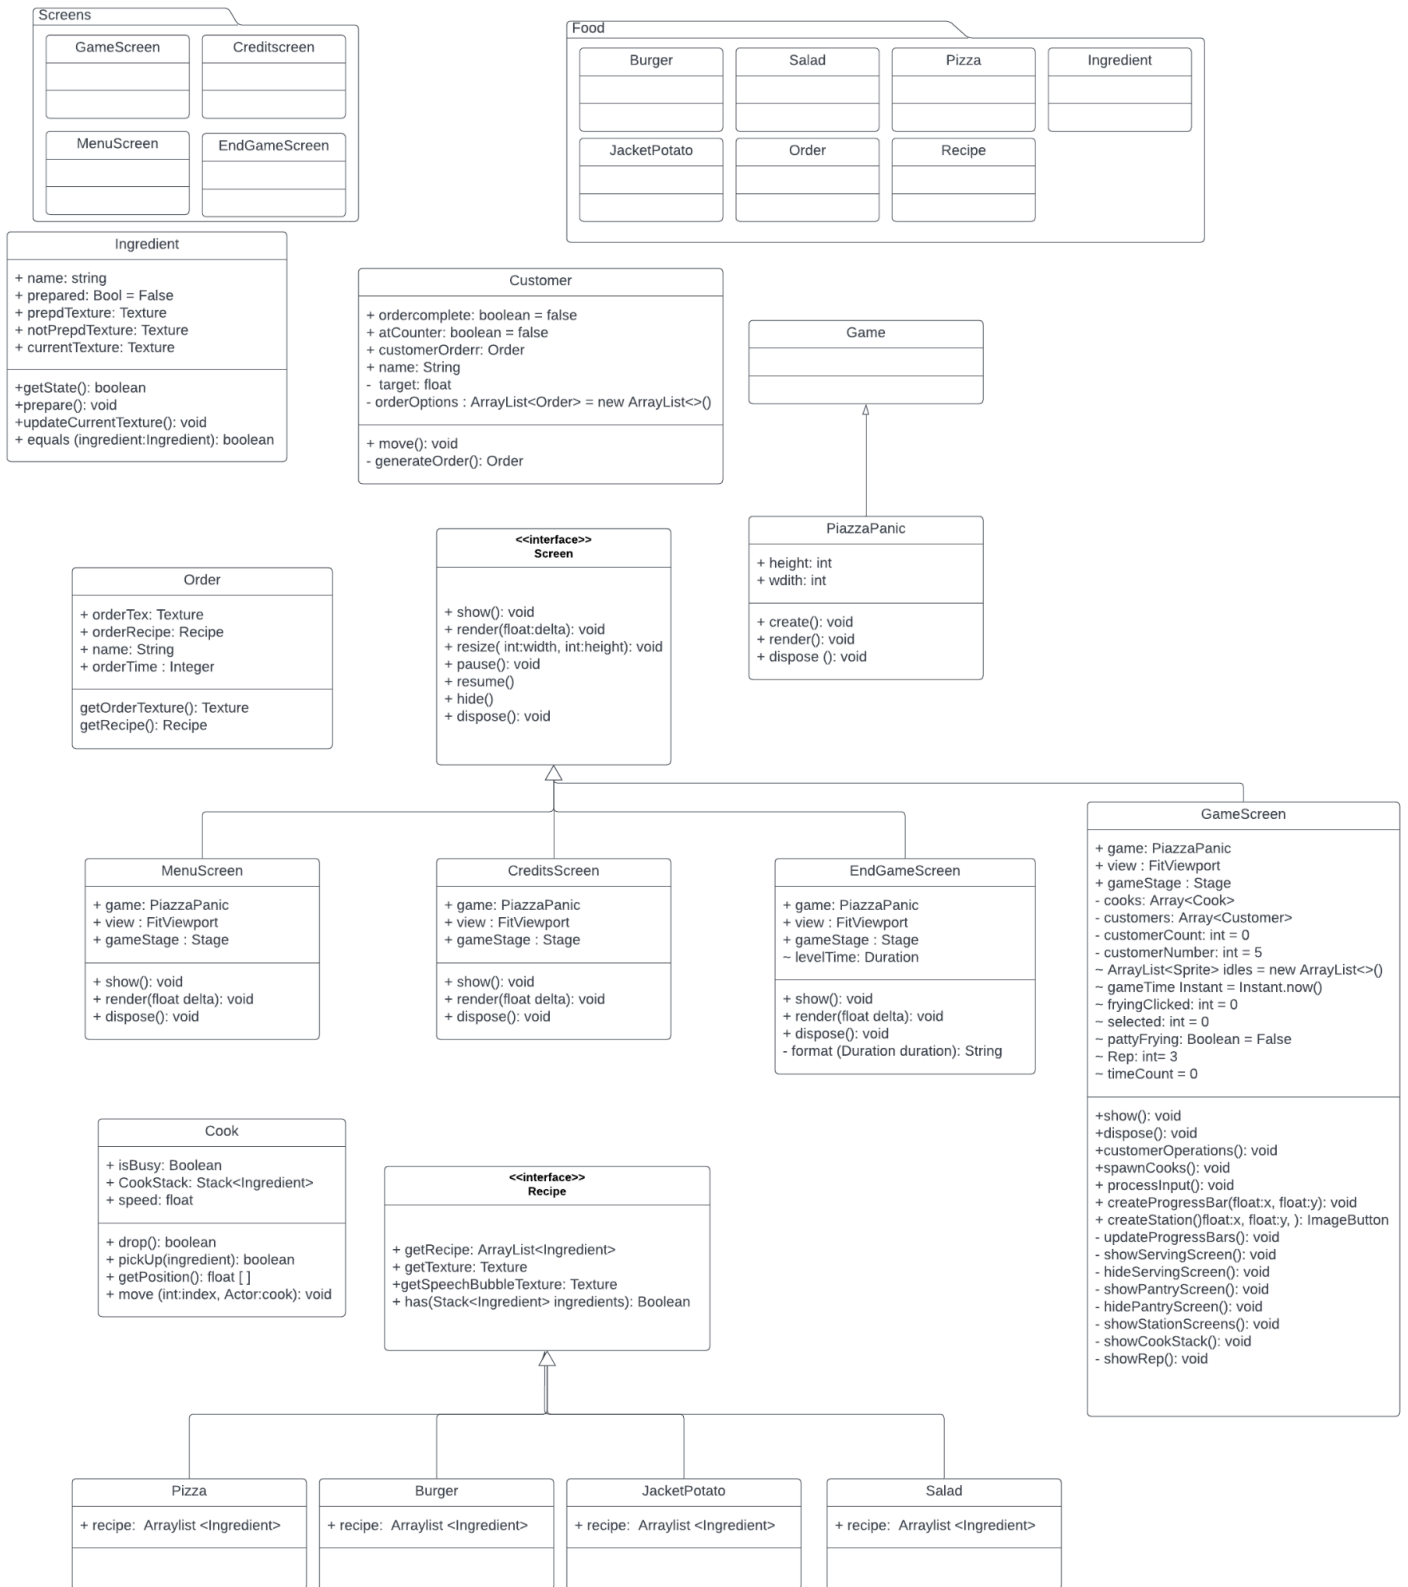 Screens
GameScreen
Creditscreen
MenuScreen
EndGameScreen
Food
Burger
Salad
Pizza
Ingredient
JacketPotato
Order
Recipe
Ingredient
+ name: string
+ prepared: Bool = False
+ prepdTexture: Texture
+ notPrepdTexture: Texture
+ currentTexture: Texture
+getState(): boolean
+prepare(): void
+updateCurrentTexture(): void
+ equals (ingredient:Ingredient): boolean
Customer
+ ordercomplete: boolean = false
+ atCounter: boolean = false
+ customerOrderr: Order
+ name: String
-  target: float
- orderOptions : ArrayList<Order> = new ArrayList<>()
+ move(): void
- generateOrder(): Order
Game
PiazzaPanic
+ height: int
+ wdith: int
+ create(): void
+ render(): void
+ dispose (): void
Order
+ orderTex: Texture
+ orderRecipe: Recipe
+ name: String
+ orderTime : Integer
getOrderTexture(): Texture
getRecipe(): Recipe
<<interface>>
Screen
+ show(): void
+ render(float:delta): void
+ resize( int:width, int:height): void
+ pause(): void
+ resume()
+ hide()
+ dispose(): void
MenuScreen
+ game: PiazzaPanic
+ view : FitViewport
+ gameStage : Stage
+ show(): void
+ render(float delta): void
+ dispose(): void
CreditsScreen
+ game: PiazzaPanic
+ view : FitViewport
+ gameStage : Stage
+ show(): void
+ render(float delta): void
+ dispose(): void
EndGameScreen
+ game: PiazzaPanic
+ view : FitViewport
+ gameStage : Stage
~ levelTime: Duration
+ show(): void
+ render(float delta): void
+ dispose(): void
- format (Duration duration): String
GameScreen
+ game: PiazzaPanic
+ view : FitViewport
+ gameStage : Stage
- cooks: Array<Cook>
- customers: Array<Customer>
- customerCount: int = 0
- customerNumber: int = 5
~ ArrayList<Sprite> idles = new ArrayList<>()
~ gameTime Instant = Instant.now()
~ fryingClicked: int = 0
~ selected: int = 0
~ pattyFrying: Boolean = False
~ Rep: int= 3
~ timeCount = 0
+show(): void
+dispose(): void
+customerOperations(): void
+spawnCooks(): void
+ processInput(): void
+ createProgressBar(float:x, float:y): void
+ createStation()float:x, float:y, ): ImageButton
- updateProgressBars(): void
- showServingScreen(): void
- hideServingScreen(): void
- showPantryScreen(): void
- hidePantryScreen(): void
- showStationScreens(): void
- showCookStack(): void
- showRep(): void
Cook
+ isBusy: Boolean
+ CookStack: Stack<Ingredient>
+ speed: float
+ drop(): boolean
+ pickUp(ingredient): boolean
+ getPosition(): float [ ]
+ move (int:index, Actor:cook): void
<<interface>>
Recipe
+ getRecipe: ArrayList<Ingredient>
+ getTexture: Texture
+getSpeechBubbleTexture: Texture
+ has(Stack<Ingredient> ingredients): Boolean
Pizza
+ recipe:  Arraylist <Ingredient>
Burger
+ recipe:  Arraylist <Ingredient>
JacketPotato
+ recipe:  Arraylist <Ingredient>
Salad
+ recipe:  Arraylist <Ingredient>